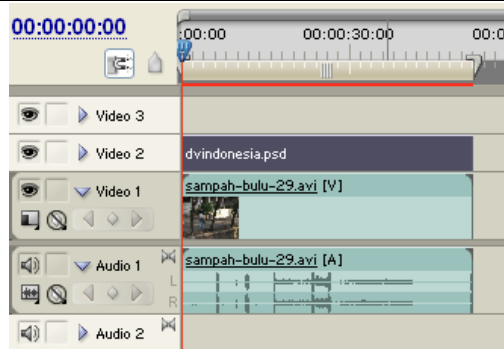 00:00:00:00
:00:00 00:00:30:00 00:0
Video 3
Video 2 dvindonesia.psd
Video 1 sampah-bulu-29.avi [V]
Audio 1 sampah-bulu-29.avi [A]
L
R
Audio 2